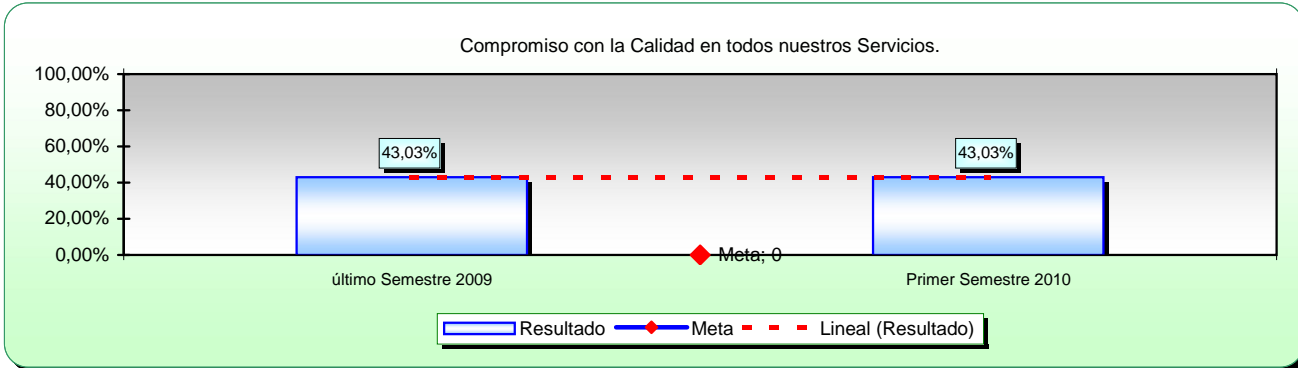 Compromiso con la Calidad en todos nuestros Servicios.
100,00%
80,00%
60,00%
40,00%
20,00%
0,00%
43,03%
43,03%
Meta; 0
último Semestre 2009
Primer Semestre 2010
Resultado
Meta
Lineal (Resultado)